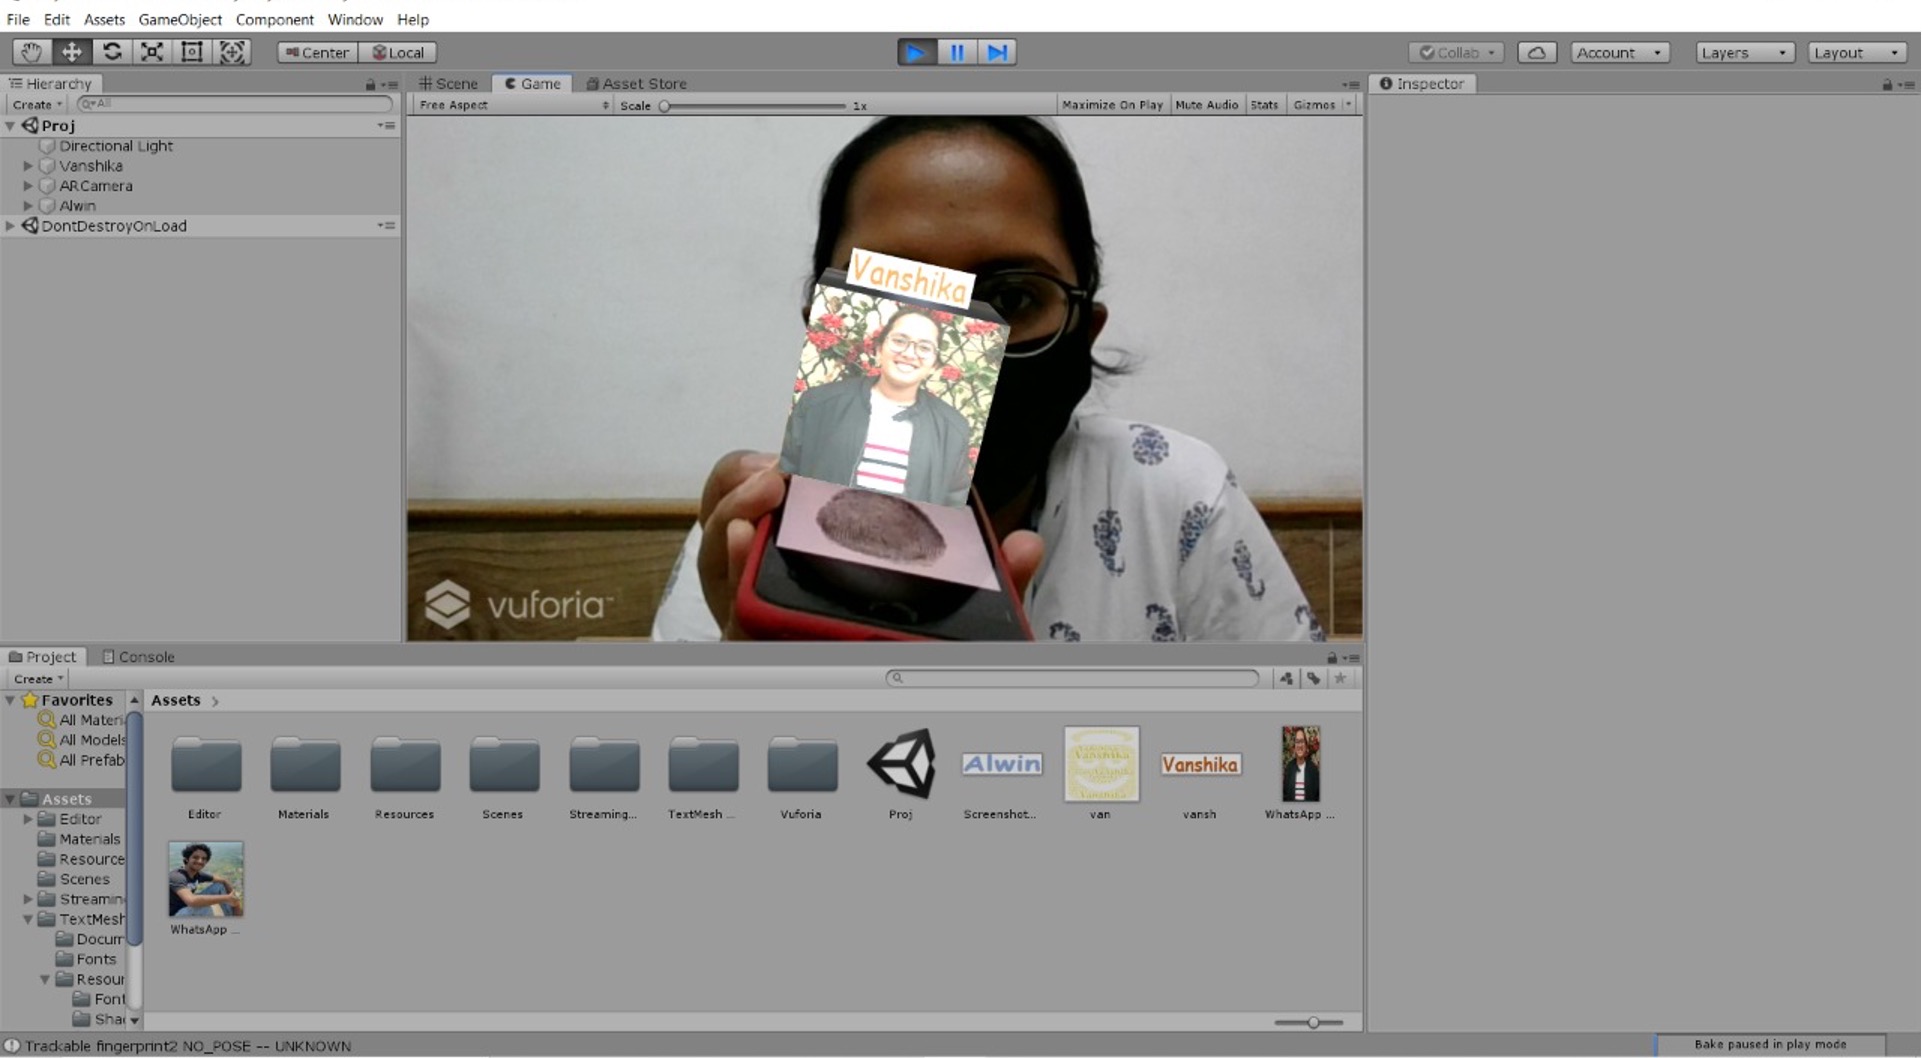 File Edit Assets GameObject Component Window Help
Center Local Collab Account Layers Layout
Hierarchy Scene Game Asset Store Inspector
Create All Free Aspect Scale 1x Maximize On Play Mute Audio Stats Gizmos
Proj
Directional Light
Vanshika
ARCamera
Alwin
DontDestroyOnLoad
Vanshika
vuforia™
Project Console
Create
Favorites Assets
All Materi
All Models
All Prefab
Alwin Vanshika Vanshika
Vanshika
Editor Materials Resources Scenes Streaming... TextMesh ... Vuforia Proj Screenshot... van vansh WhatsApp ...
Assets
Editor
Materials
Resource
Scenes
Streamin
TextMesh
WhatsApp ...
Docum
Fonts
Resour
Font
Sha
Trackable fingerprint2 NO_POSE -- UNKNOWN Bake paused in play mode